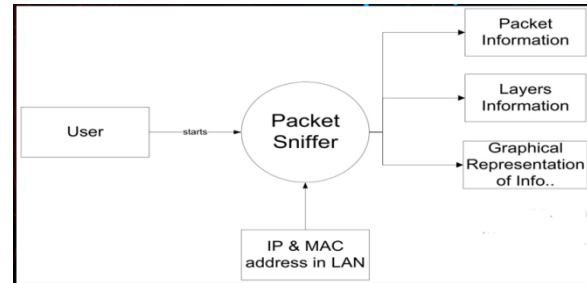 Packet
Information
Layers
Information
User
starts
Packet
Sniffer
Graphical
Representation
of Info..
IP & MAC
address in LAN